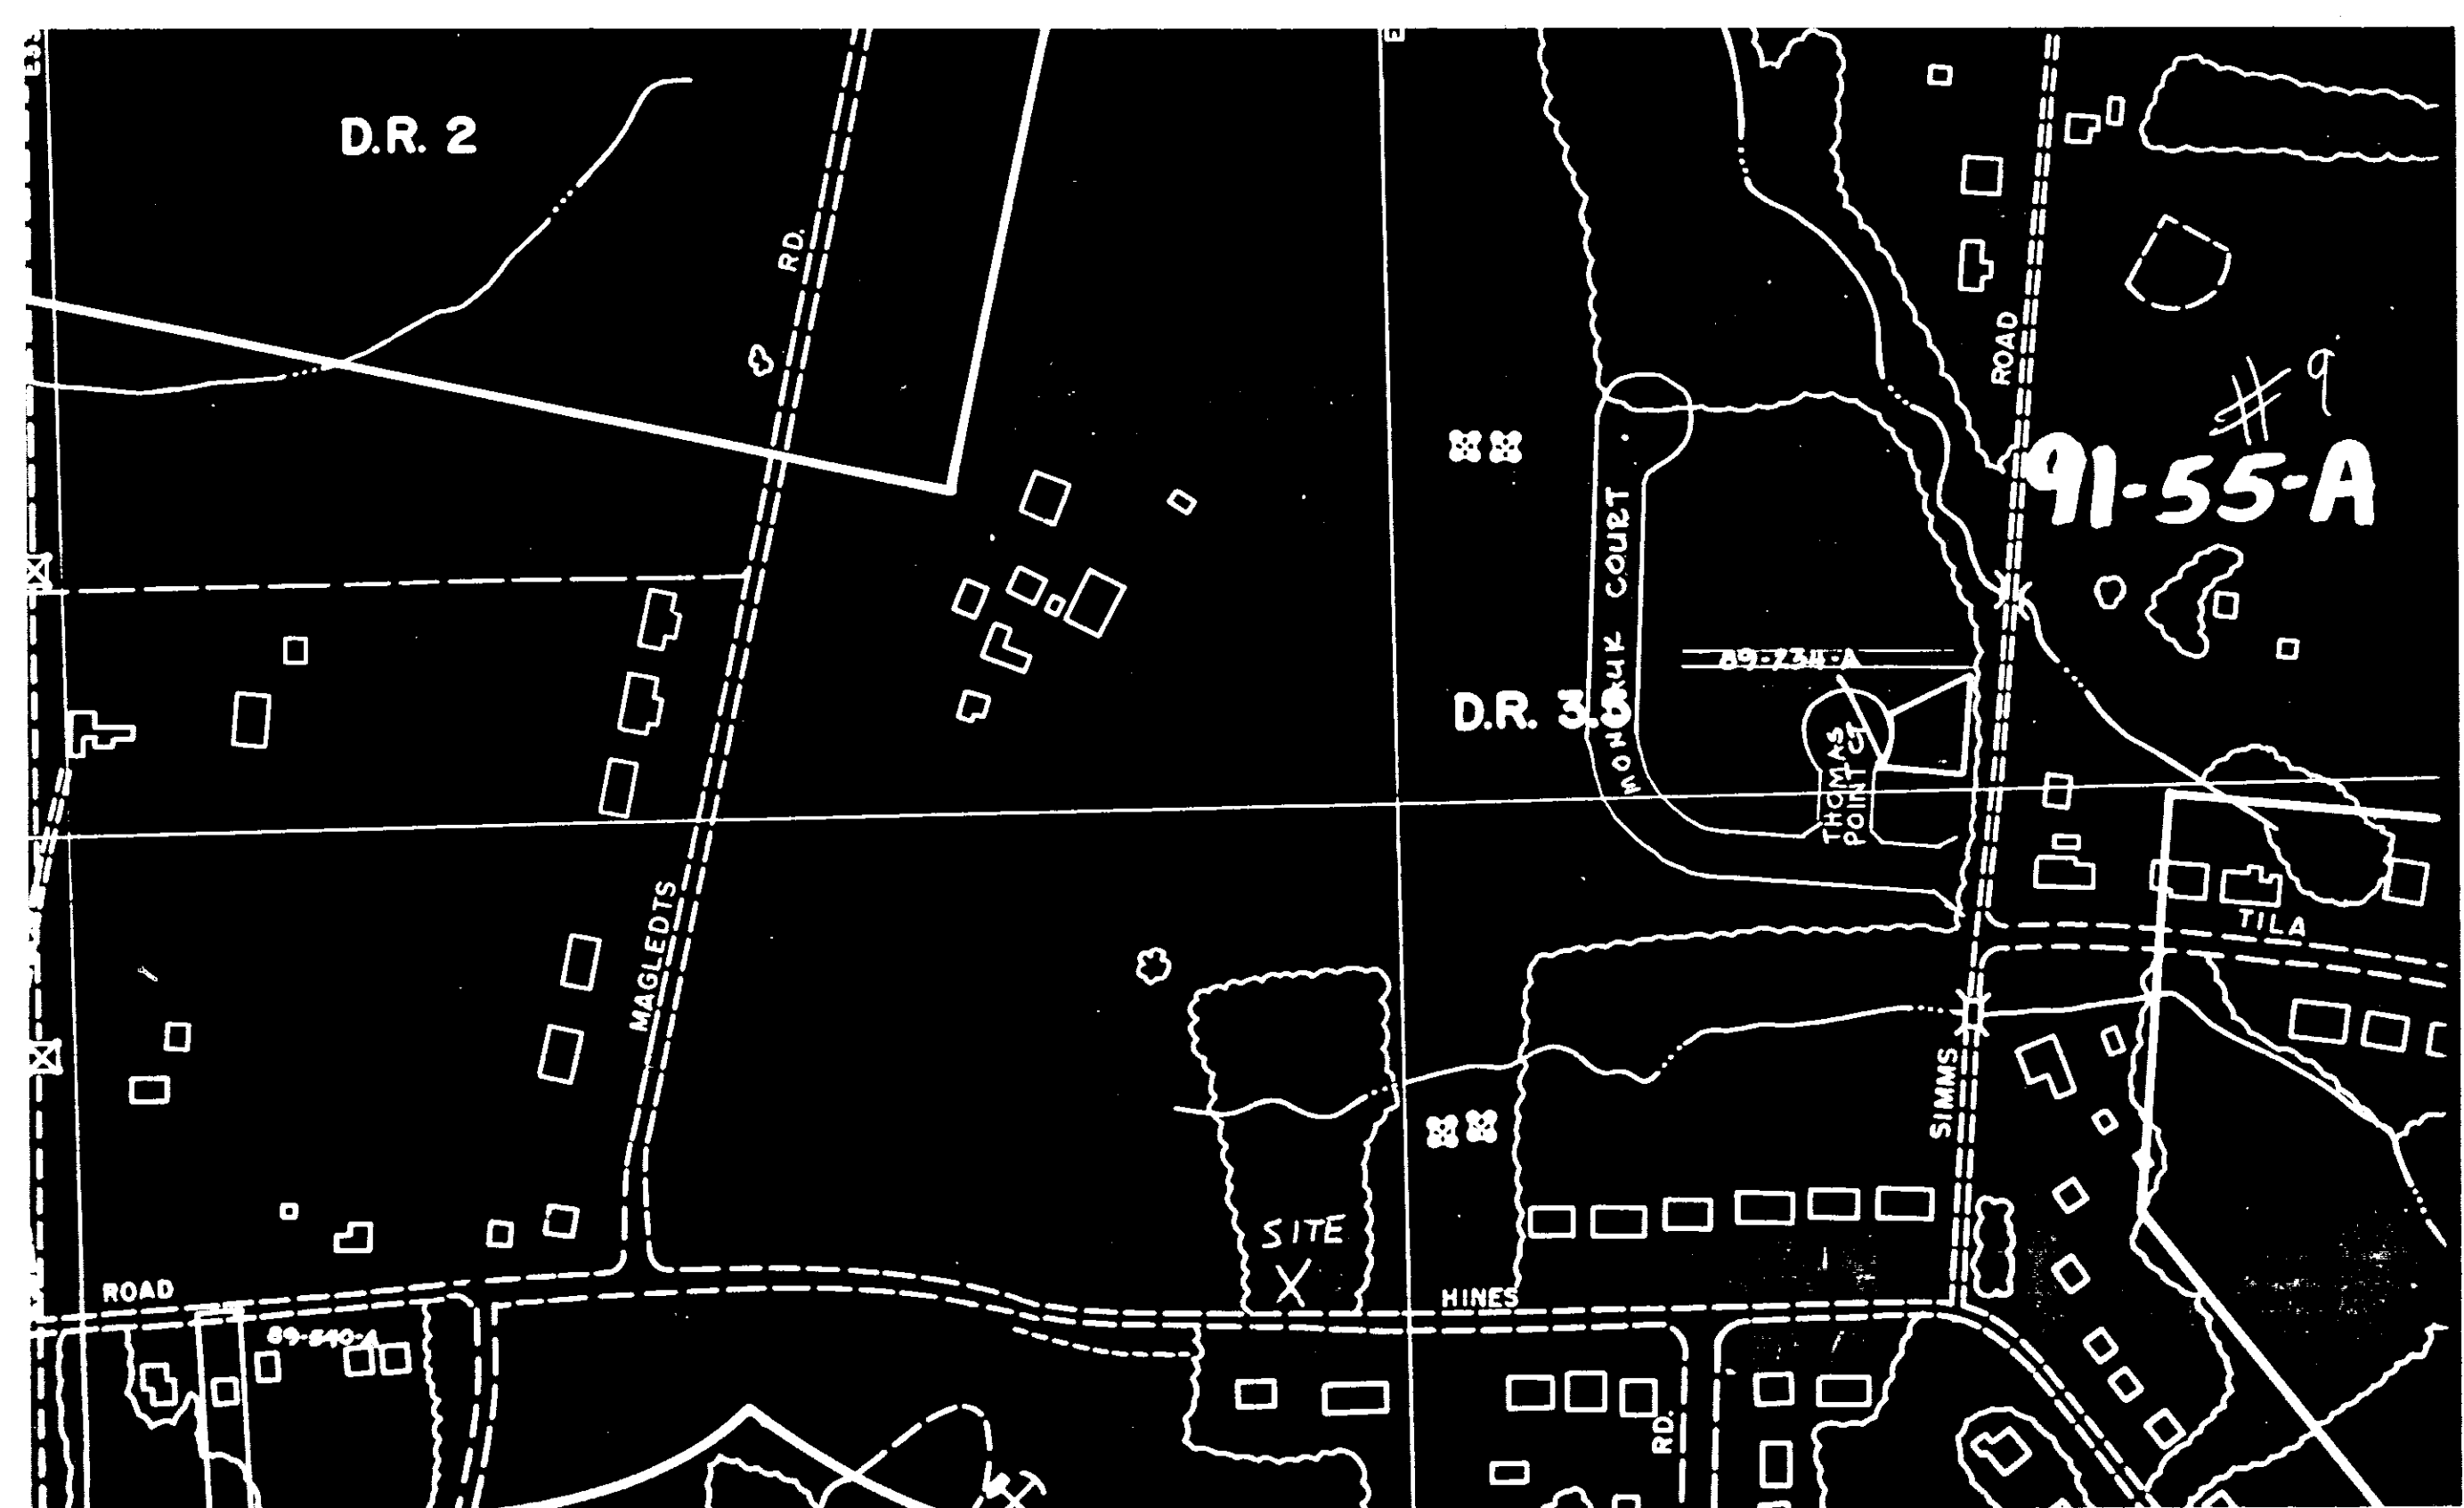 D.R. 2
RD.
ROAD
# 9
91-55-A
MONOKUK COURT
89-234-A
D.R. 3.5
THOMAS
POINT CT
TILA
MAGLEDTS
SIMMS
SITE
X
ROAD
HINES
89-540-A
RD.